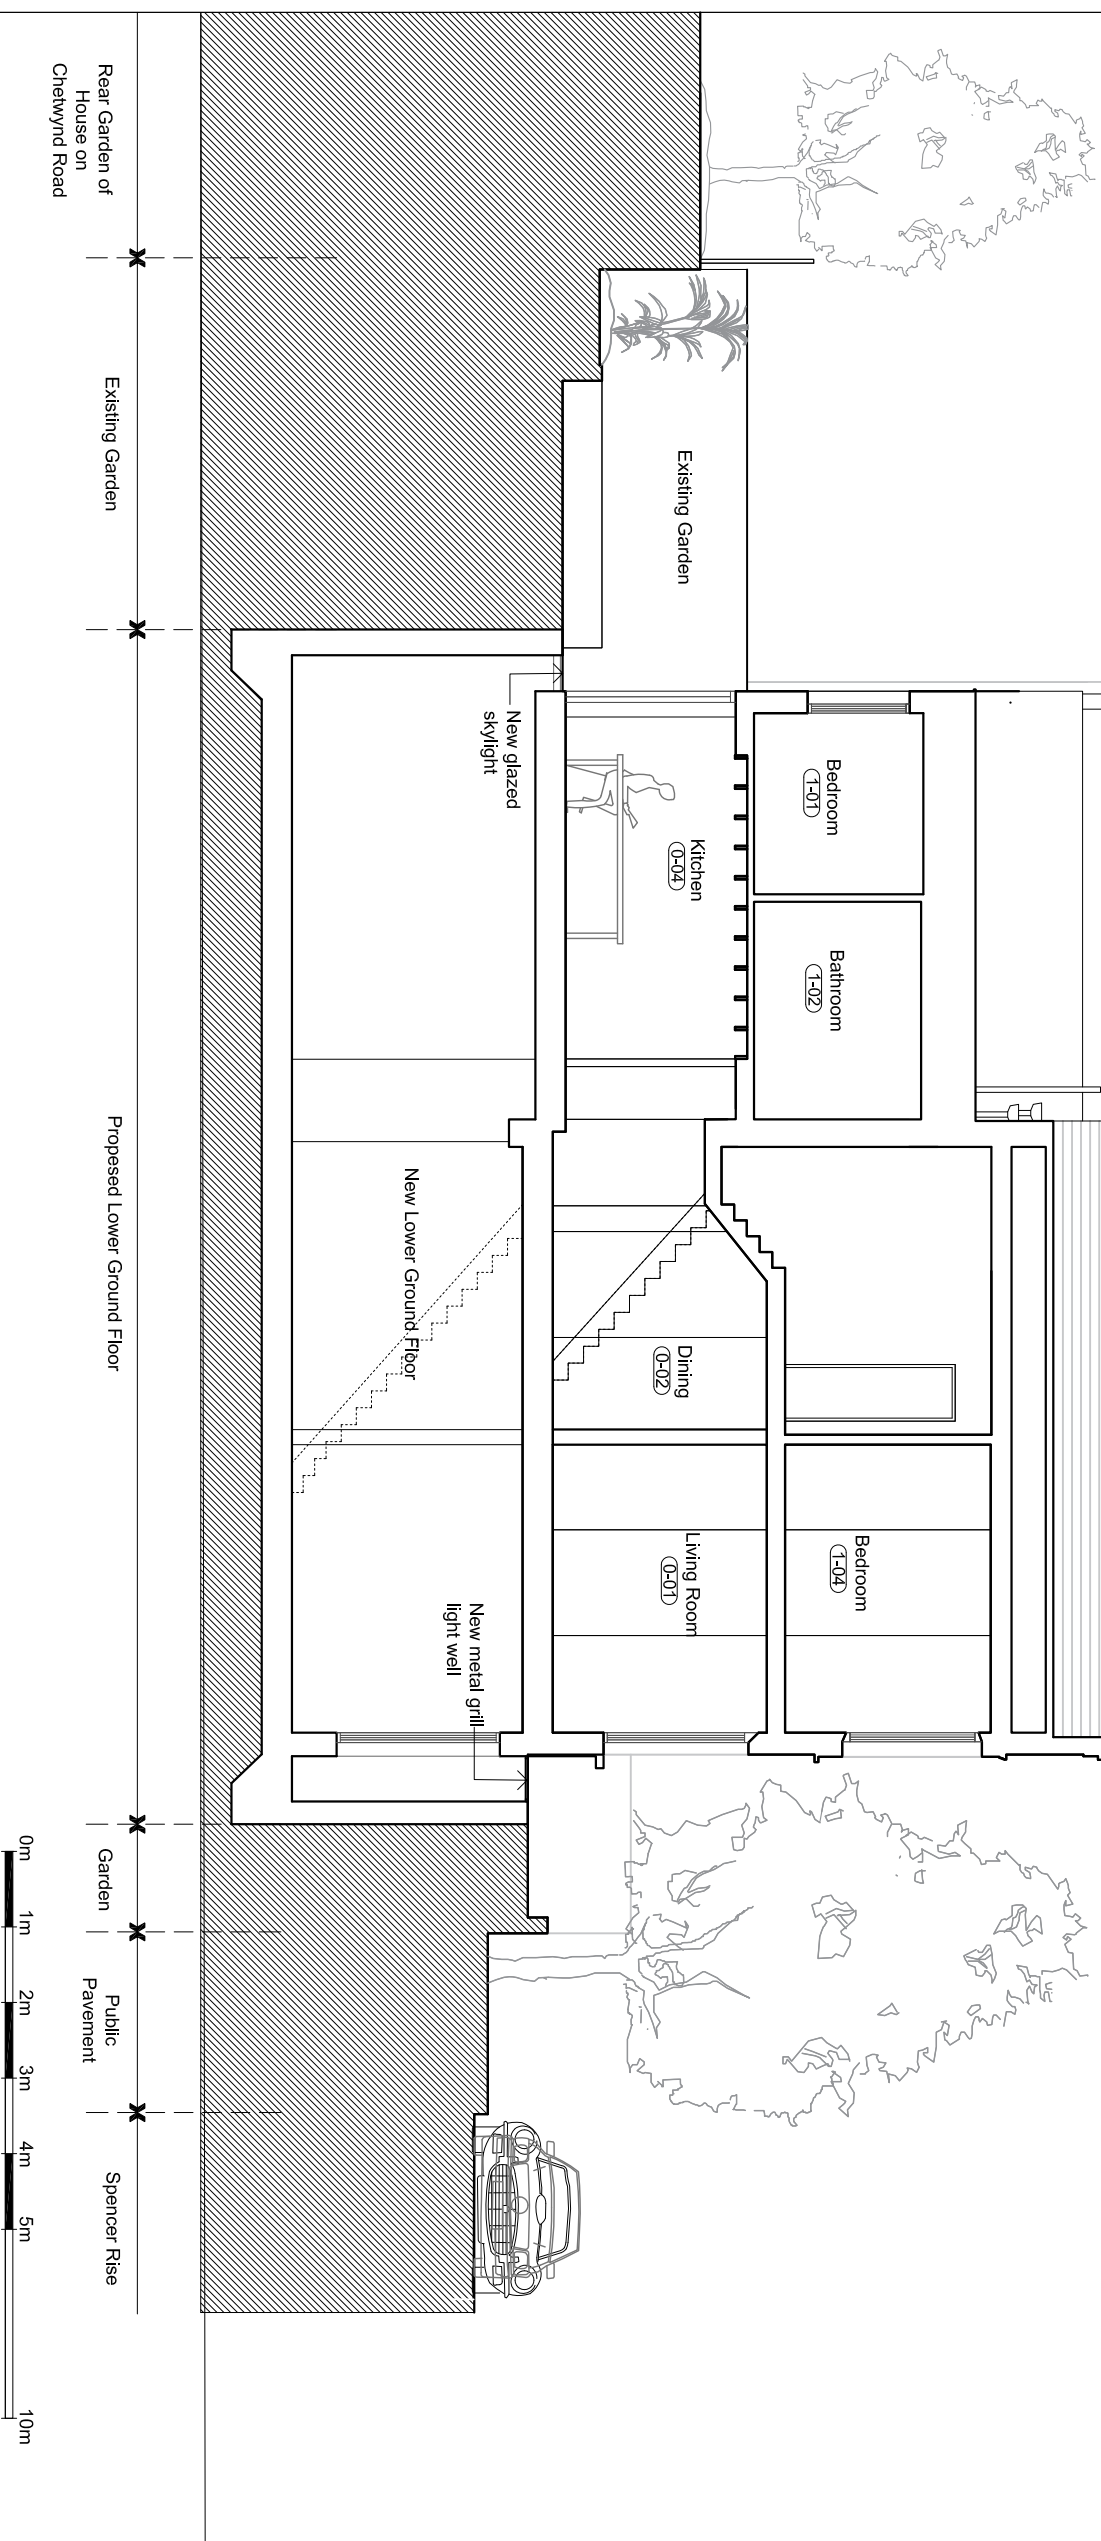 Existing Garden
Bedroom
1-01
Bathroom
1-02
Kitchen
0-04
New glazed
skylight
Dining
0-02
Bedroom
1-04
Living Room
0-01
New Lower Ground Floor
New metal grill
light well
Rear Garden of
House on
Chetwynd Road
Existing Garden
Propesed Lower Ground Floor
Garden
Public
Pavement
Spencer Rise
0m 1m 2m 3m 4m 5m 10m